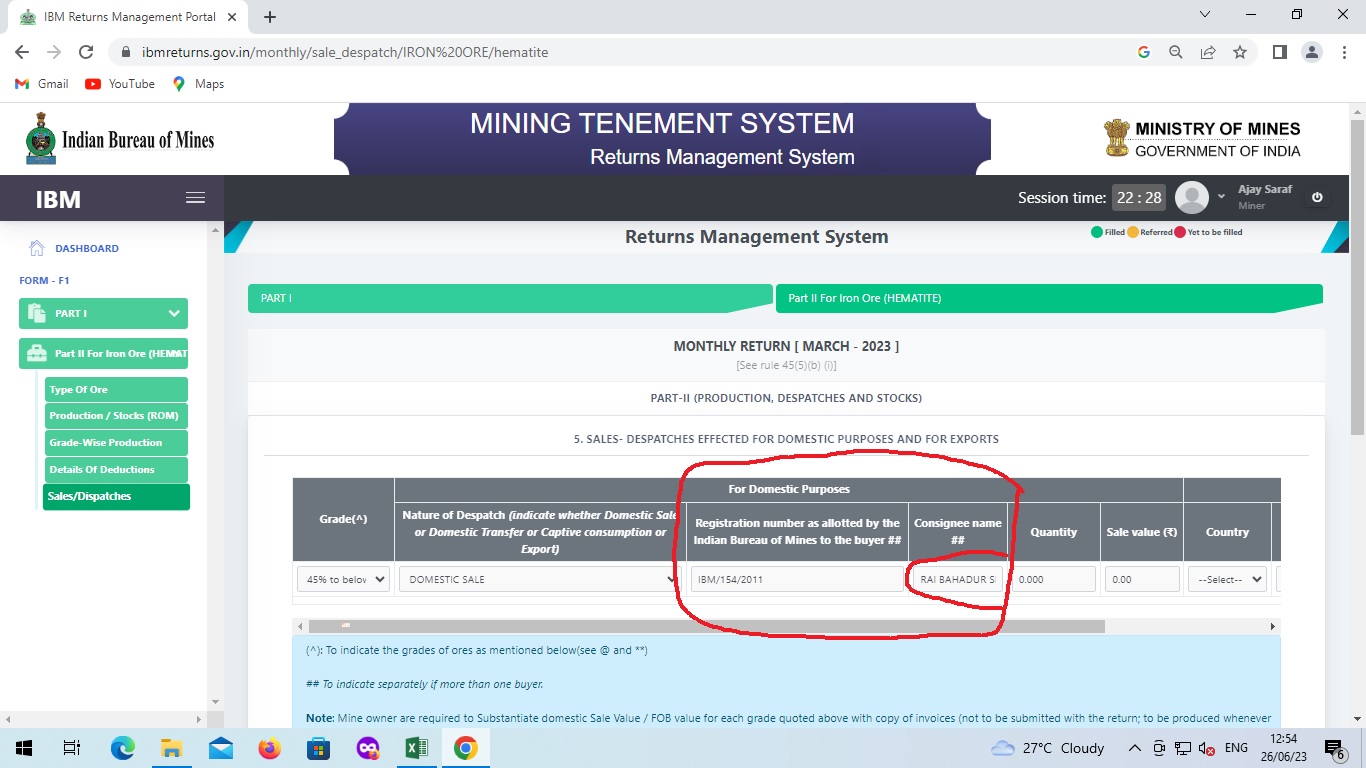 IBM Returns Management Portal
ibmreturns.gov.in/monthly/sale_despatch/IRON%20ORE/hematite
Gmail YouTube Maps
Indian Bureau of Mines
MINING TENEMENT SYSTEM
Returns Management System
MINISTRY OF MINES
GOVERNMENT OF INDIA
IBM
Session time: 22 : 28
Ajay Saraf
Miner
Returns Management System
Filled Referred Yet to be filled
DASHBOARD
FORM - F1
PART I
Part II For Iron Ore (HEMAT
Type Of Ore
Production / Stocks (ROM)
Grade-Wise Production
Details Of Deductions
Sales/Dispatches
PART I
Part II For Iron Ore (HEMATITE)
MONTHLY RETURN [ MARCH - 2023 ]
[See rule 45(5)(b) (i)]
PART-II (PRODUCTION, DESPATCHES AND STOCKS)
5. SALES- DESPATCHES EFFECTED FOR DOMESTIC PURPOSES AND FOR EXPORTS
For Domestic Purposes
Grade(^)
Nature of Despatch (indicate whether Domestic Sale
or Domestic Transfer or Captive consumption or
Export)
Registration number as allotted by the
Indian Bureau of Mines to the buyer ##
Consignee name
##
Quantity
Sale value (₹)
Country
45% to below DOMESTIC SALE IBM/154/2011 RAI BAHADUR S 0.000 0.00 --Select--
(^): To indicate the grades of ores as mentioned below(see @ and **)
## To indicate separately if more than one buyer.
Note: Mine owner are required to Substantiate domestic Sale Value / FOB value for each grade quoted above with copy of invoices (not to be submitted with the return; to be produced whenever
27°C Cloudy
ENG
12:54
26/06/23
6